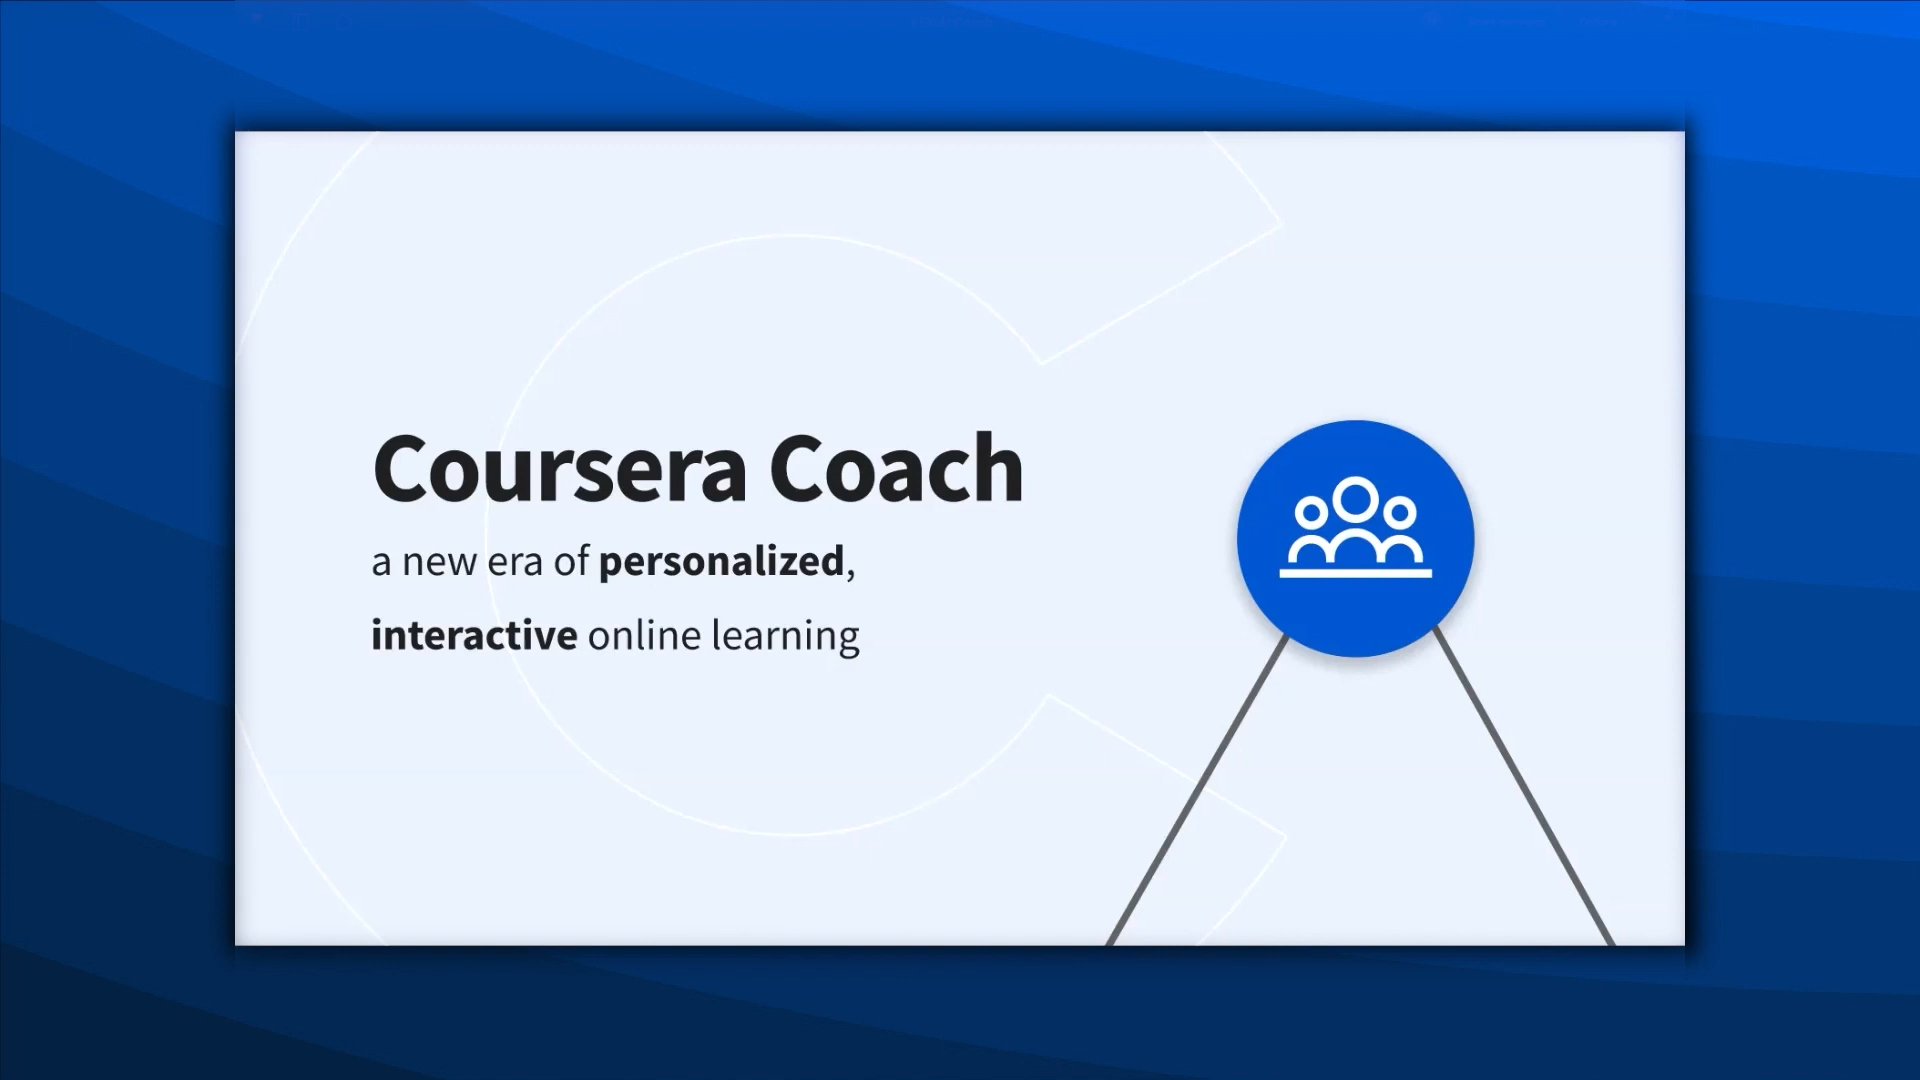 Coursera Coach
a new era of personalized,
interactive online learning